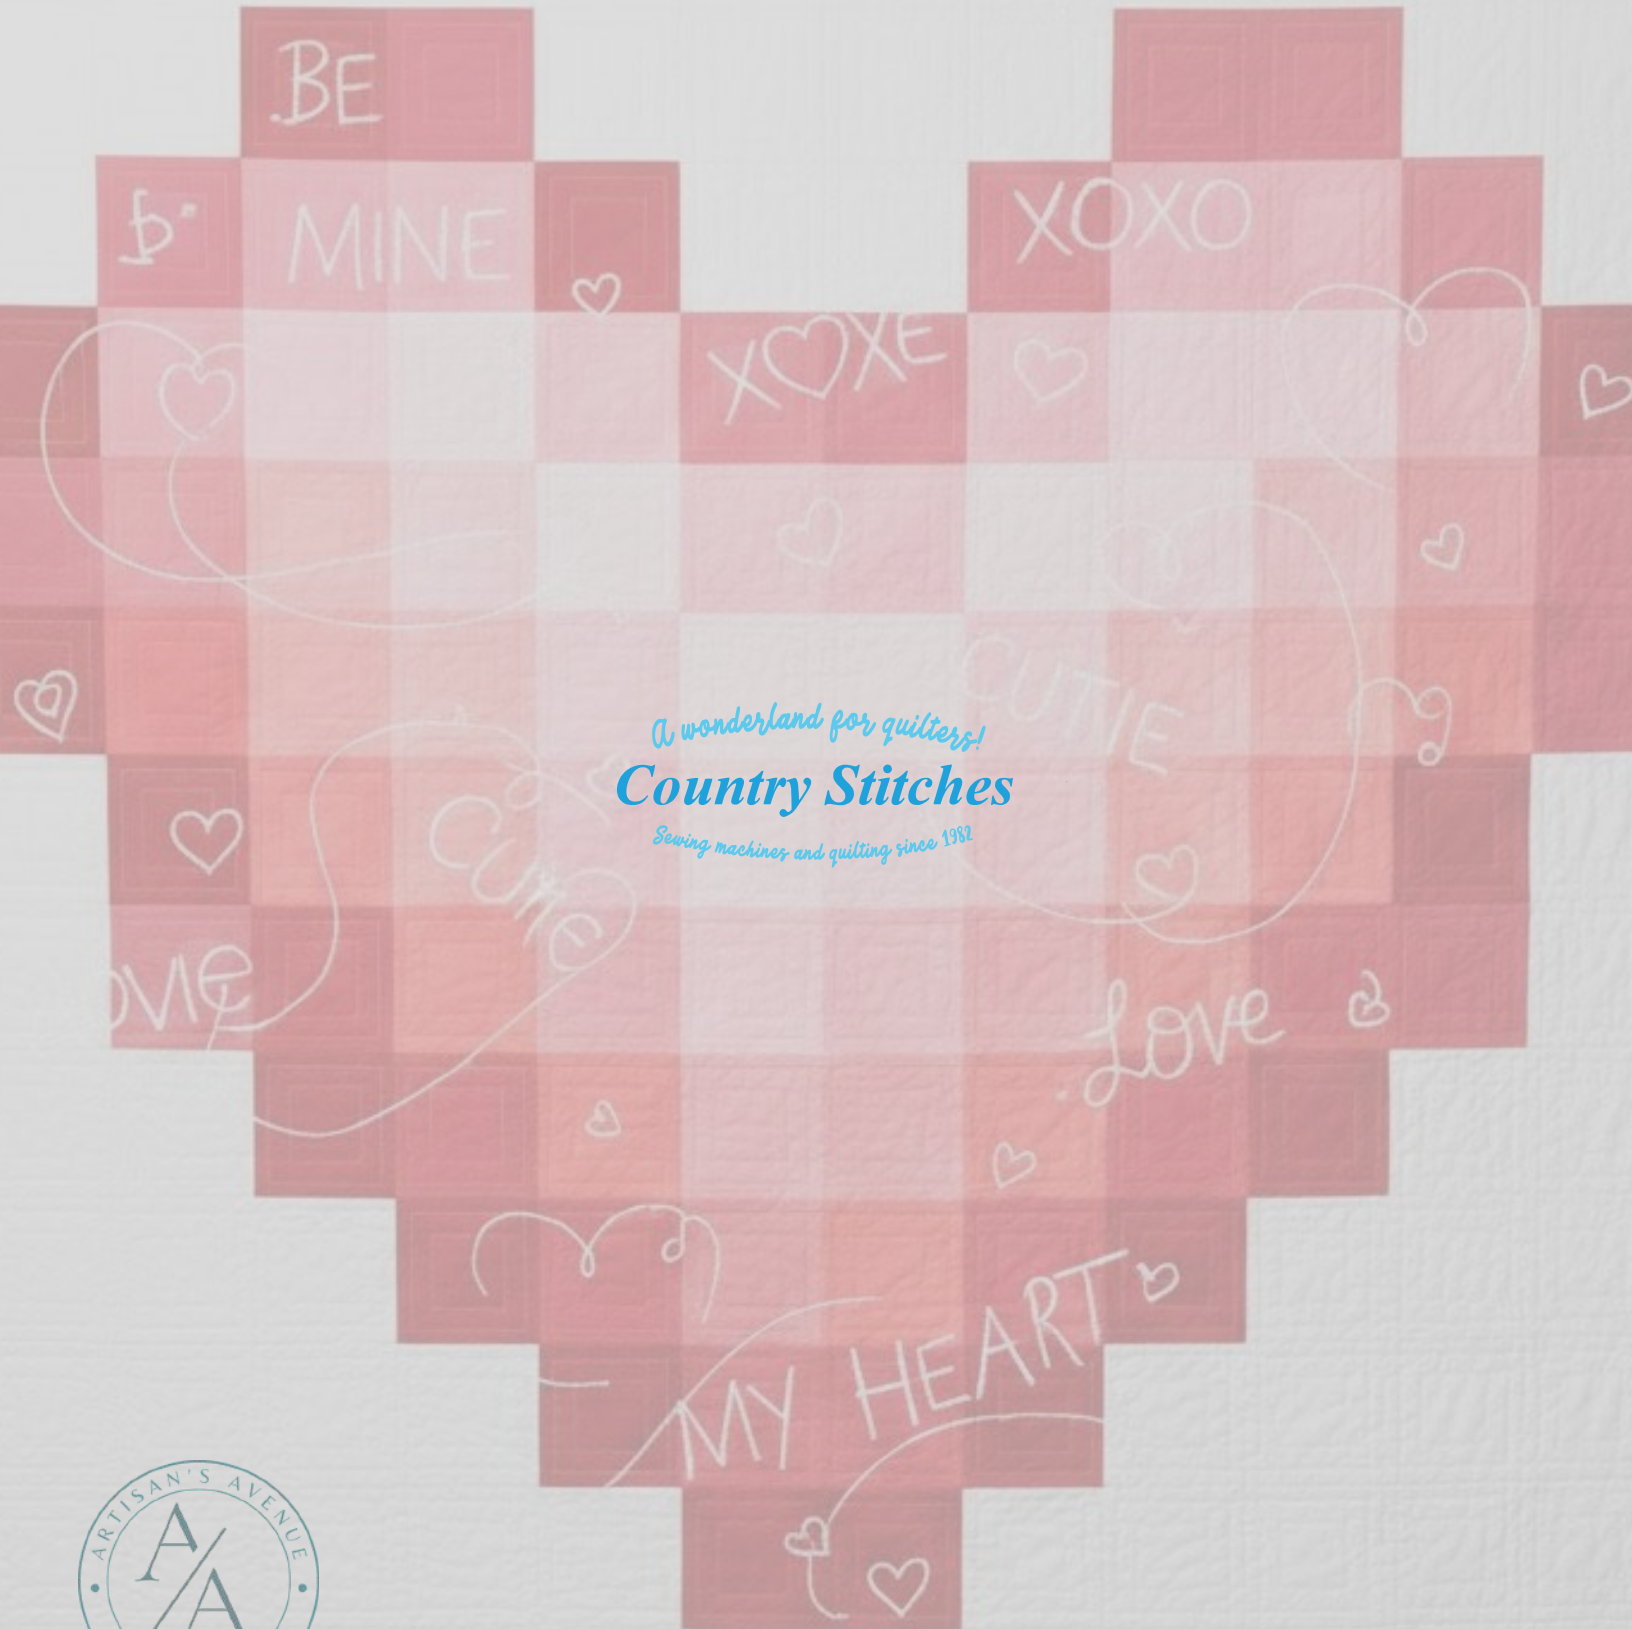 BE
MINE
XOXO
XOXE
A wonderland for quilters!
CUTIE
Country Stitches
Sewing machines and quilting since 1982
ovie
Love
MY HEART
ARTISAN'S AVENUE
A/A